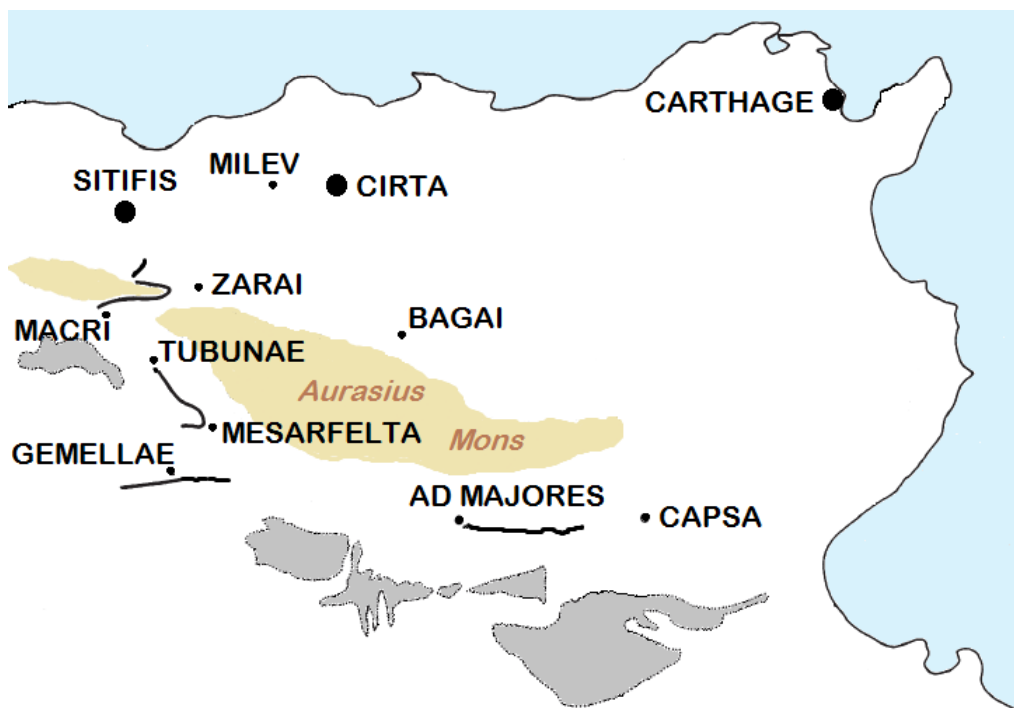 CARTHAGE
MILEV
SITIFIS
CIRTA
ZARAI
MACRI
BAGAI
TUBUNAE
Aurasius
MESARFELTA
Mons
GEMELLAE
AD MAJORES
CAPSA